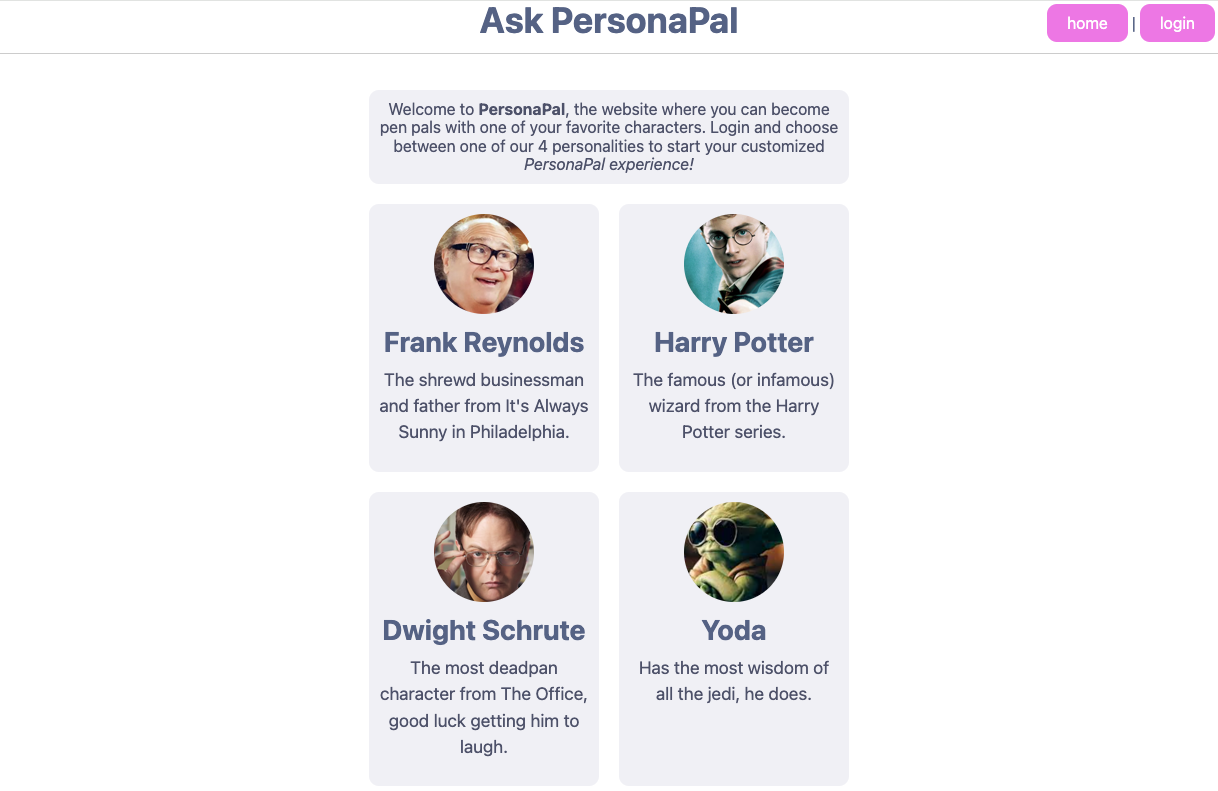 Ask PersonaPal
home | login
Welcome to PersonaPal, the website where you can become
pen pals with one of your favorite characters. Login and choose
between one of our 4 personalities to start your customized
PersonaPal experience!
Frank Reynolds
The shrewd businessman
and father from It's Always
Sunny in Philadelphia.
Harry Potter
The famous (or infamous)
wizard from the Harry
Potter series.
Dwight Schrute
The most deadpan
character from The Office,
good luck getting him to
laugh.
Yoda
Has the most wisdom of
all the jedi, he does.